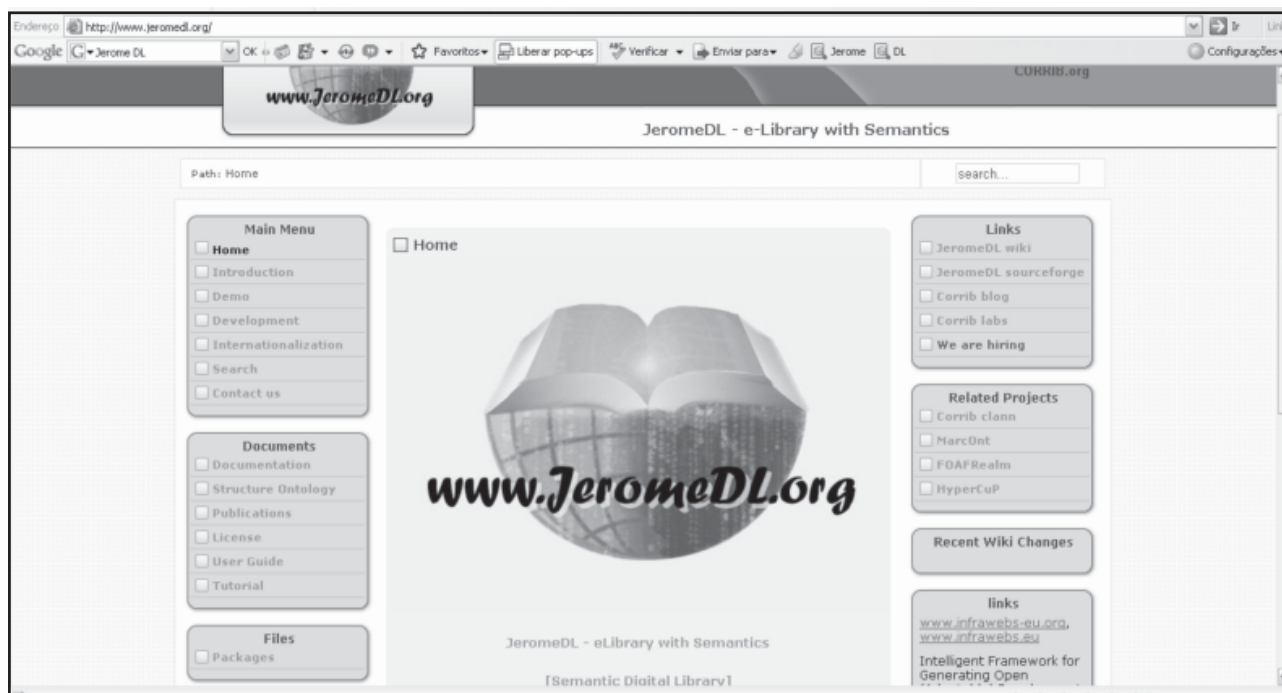 Endereço http://www.jeromedl.org/ Ir
Google Jerome DL OK Favoritos Liberar pop-ups Verificar Enviar para Jerome DL Configurações
CORRIB.org
www.JeromeDL.org
JeromeDL - e-Library with Semantics
Path: Home
search...
Main Menu
Home
Introduction
Demo
Development
Internationalization
Search
Contact us
Documents
Documentation
Structure Ontology
Publications
License
User Guide
Tutorial
Files
Packages
Home
www.JeromeDL.org
JeromeDL - eLibrary with Semantics
[Semantic Digital Library]
Links
JeromeDL wiki
JeromeDL sourceforge
Corrib blog
Corrib labs
We are hiring
Related Projects
Corrib clann
MarcOnt
FOAFRealm
HyperCuP
Recent Wiki Changes
links
www.infrawebs-eu.org,
www.infrawebs.eu
Intelligent Framework for
Generating Open